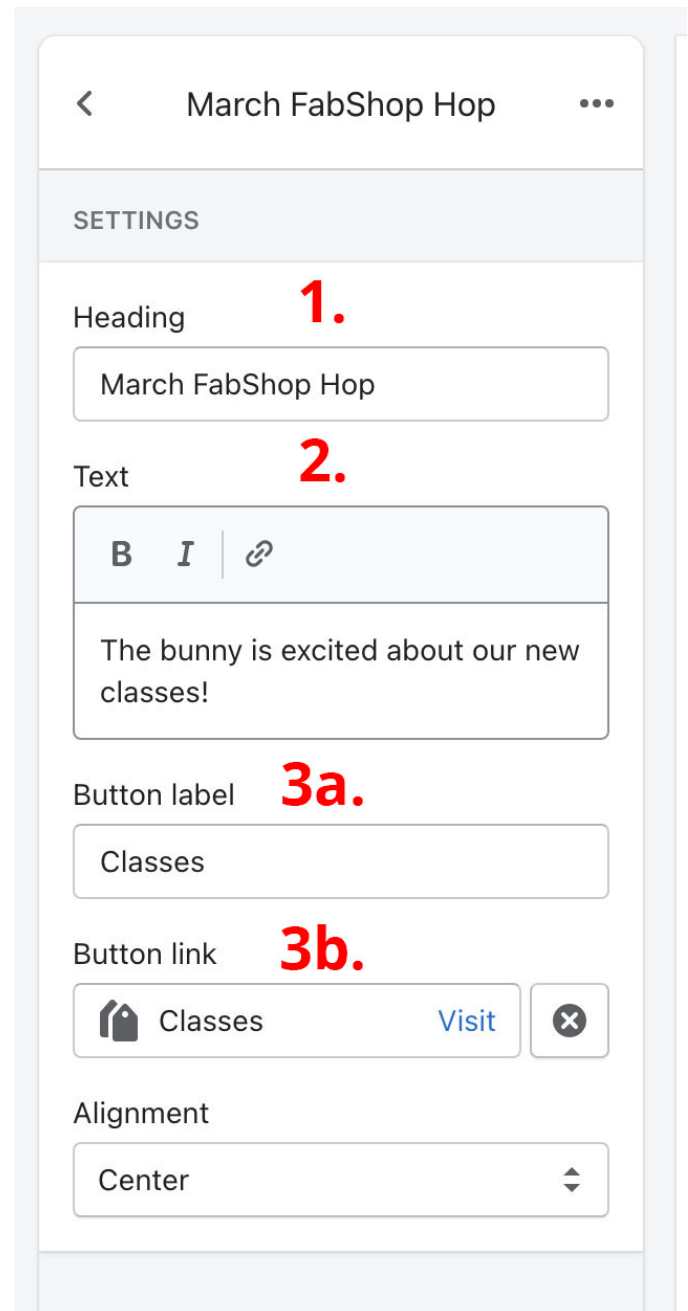 March FabShop Hop
SETTINGS
Heading 1.
March FabShop Hop
Text 2.
B I
The bunny is excited about our new
classes!
Button label 3a.
Classes
Button link 3b.
Classes Visit
Alignment
Center